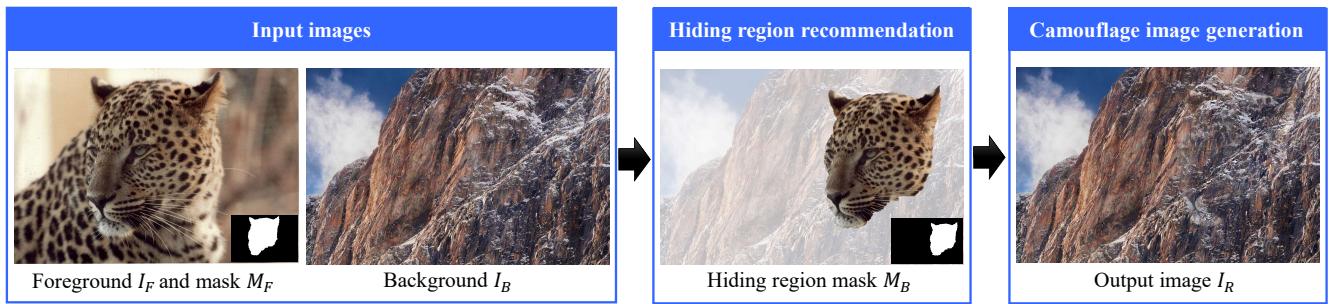 Input images
Hiding region recommendation
Camouflage image generation
Foreground I_F and mask M_F
Background I_B
Hiding region mask M_B
Output image I_R